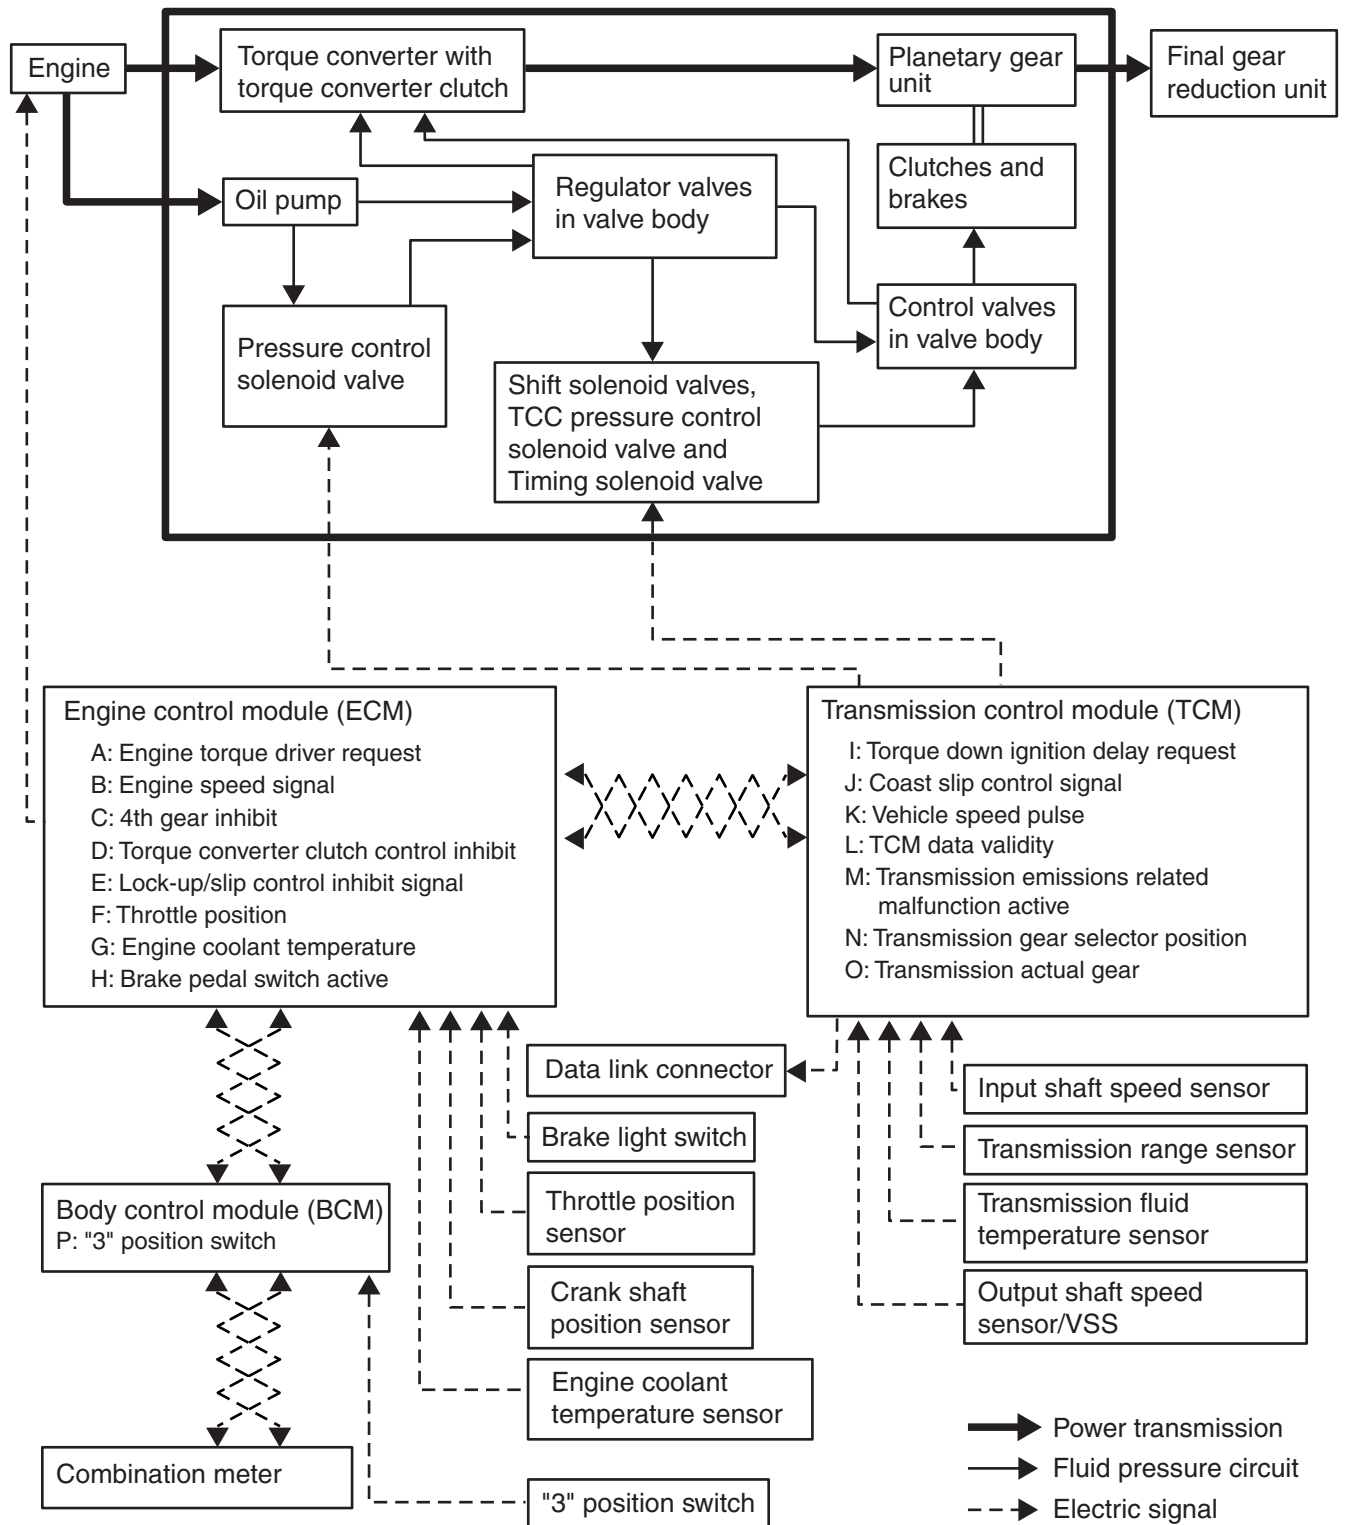 Engine
Torque converter with
torque converter clutch
Planetary gear
unit
Final gear
reduction unit
Oil pump
Regulator valves
in valve body
Clutches and
brakes
Pressure control
solenoid valve
Control valves
in valve body
Shift solenoid valves,
TCC pressure control
solenoid valve and
Timing solenoid valve
Engine control module (ECM)
A: Engine torque driver request
B: Engine speed signal
C: 4th gear inhibit
D: Torque converter clutch control inhibit
E: Lock-up/slip control inhibit signal
F: Throttle position
G: Engine coolant temperature
H: Brake pedal switch active
Transmission control module (TCM)
I: Torque down ignition delay request
J: Coast slip control signal
K: Vehicle speed pulse
L: TCM data validity
M: Transmission emissions related
malfunction active
N: Transmission gear selector position
O: Transmission actual gear
Data link connector
Brake light switch
Throttle position
sensor
Crank shaft
position sensor
Engine coolant
temperature sensor
"3" position switch
Input shaft speed sensor
Transmission range sensor
Transmission fluid
temperature sensor
Output shaft speed
sensor/VSS
Body control module (BCM)
P: "3" position switch
Combination meter
Power transmission
Fluid pressure circuit
Electric signal